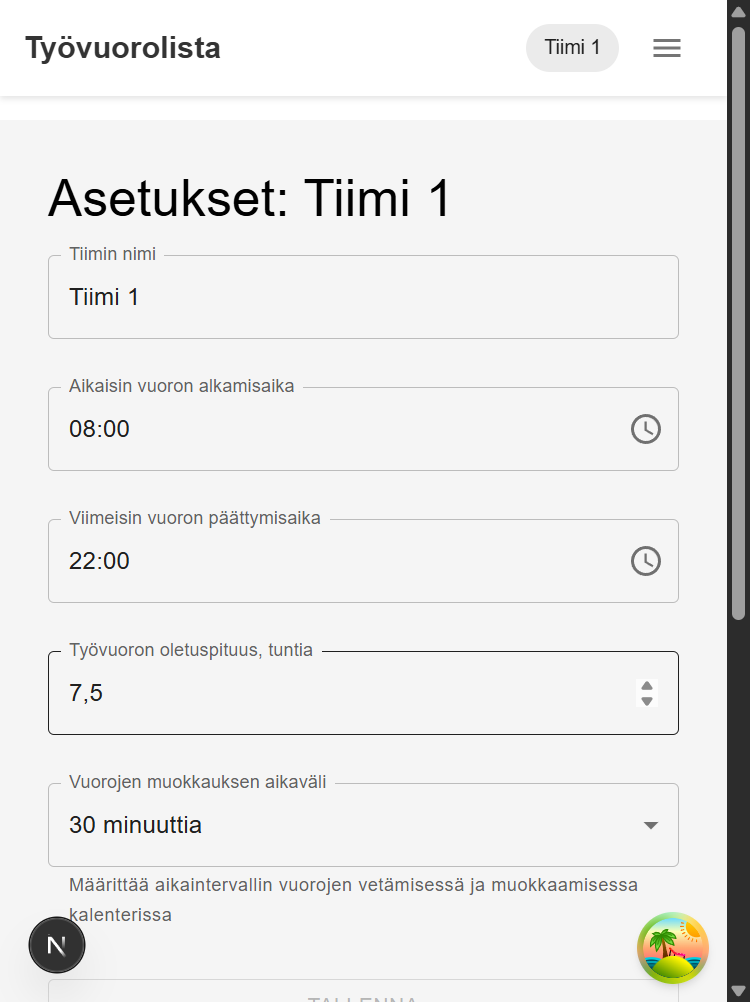 Työvuorolista
Tiimi 1
Asetukset: Tiimi 1
Tiimin nimi
Tiimi 1
Aikaisin vuoron alkamisaika
08:00
Viimeisin vuoron päättymisaika
22:00
Työvuoron oletuspituus, tuntia
7,5
Vuorojen muokkauksen aikaväli
30 minuuttia
Määrittää aikaintervallin vuorojen vetämisessä ja muokkaamisessa
kalenterissa
N
TALLENNA